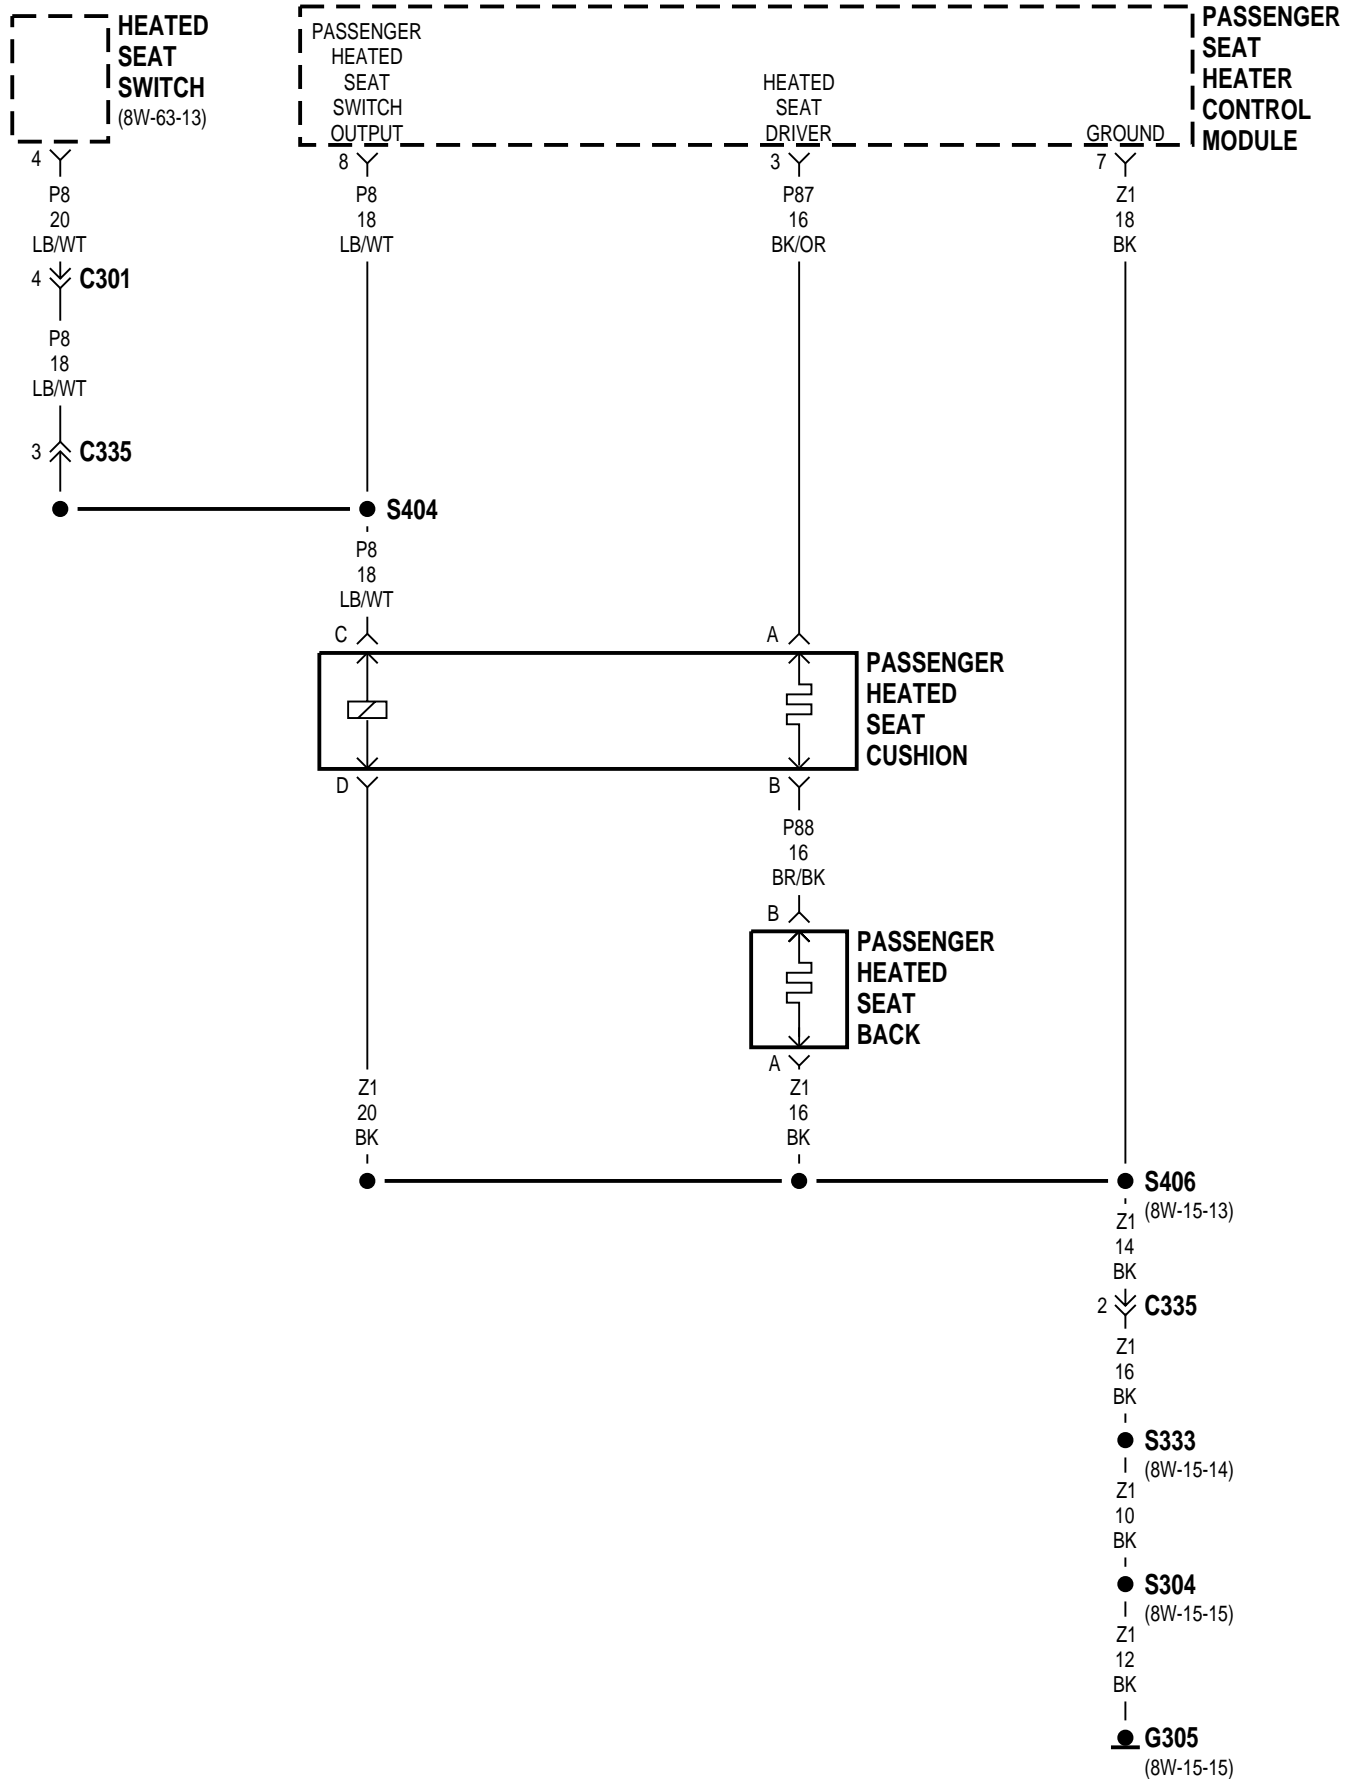 HEATED
SEAT
SWITCH
(8W-63-13)
PASSENGER
HEATED
SEAT
SWITCH
OUTPUT
HEATED
SEAT
DRIVER
GROUND
PASSENGER
SEAT
HEATER
CONTROL
MODULE
4
P8
20
LB/WT
4 C301
P8
18
LB/WT
3 C335
8
P8
18
LB/WT
S404
P8
18
LB/WT
C
3
P87
16
BK/OR
A
7
Z1
18
BK
PASSENGER
HEATED
SEAT
CUSHION
D
B
P88
16
BR/BK
B
PASSENGER
HEATED
SEAT
BACK
A
Z1
20
BK
Z1
16
BK
S406
(8W-15-13)
Z1
14
BK
2 C335
Z1
16
BK
S333
(8W-15-14)
Z1
10
BK
S304
(8W-15-15)
Z1
12
BK
G305
(8W-15-15)